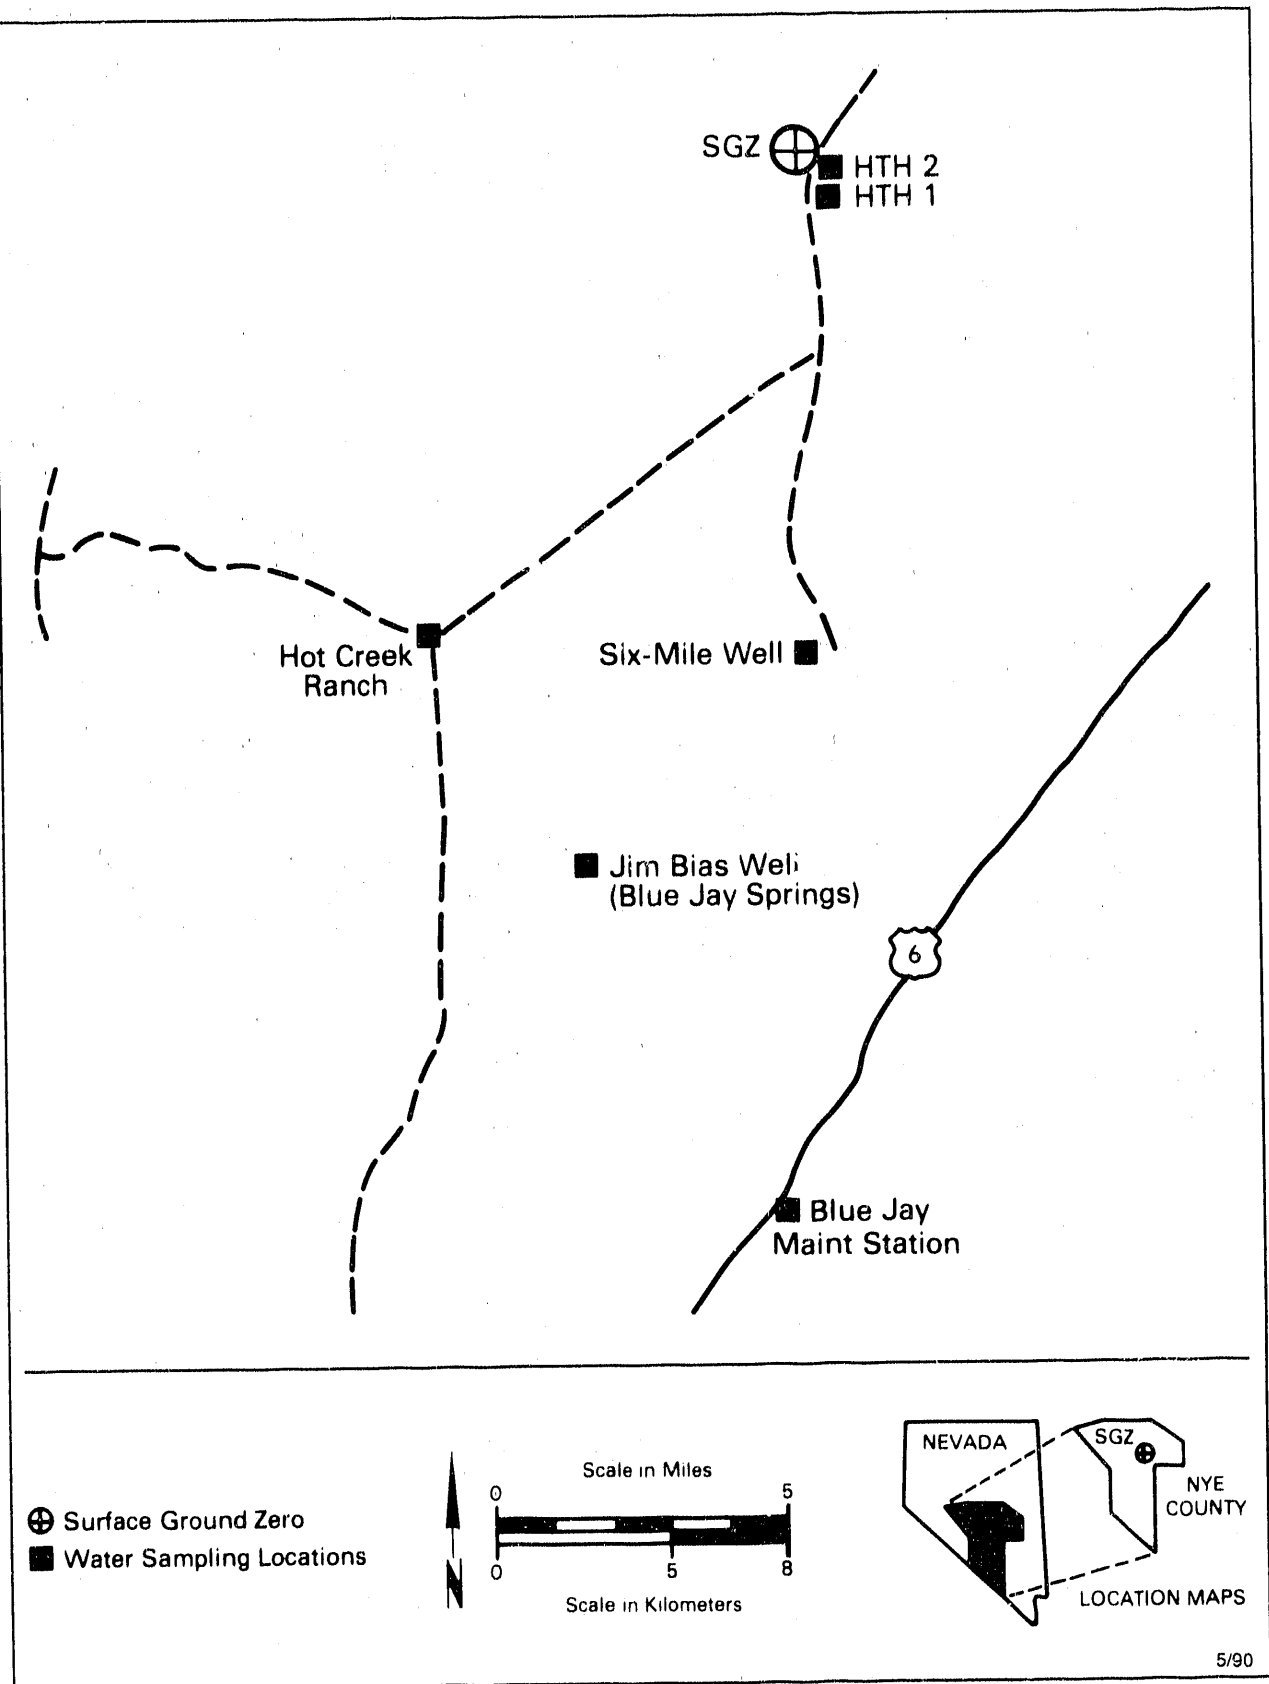 SGZ
HTH 2
HTH 1
Hot Creek
Ranch
Six-Mile Well
Jim Bias Well
(Blue Jay Springs)
6
Blue Jay
Maint Station
Surface Ground Zero
Water Sampling Locations
N
Scale in Miles
0 5
0 5 8
Scale in Kilometers
NEVADA
SGZ
NYE
COUNTY
LOCATION MAPS
5/90